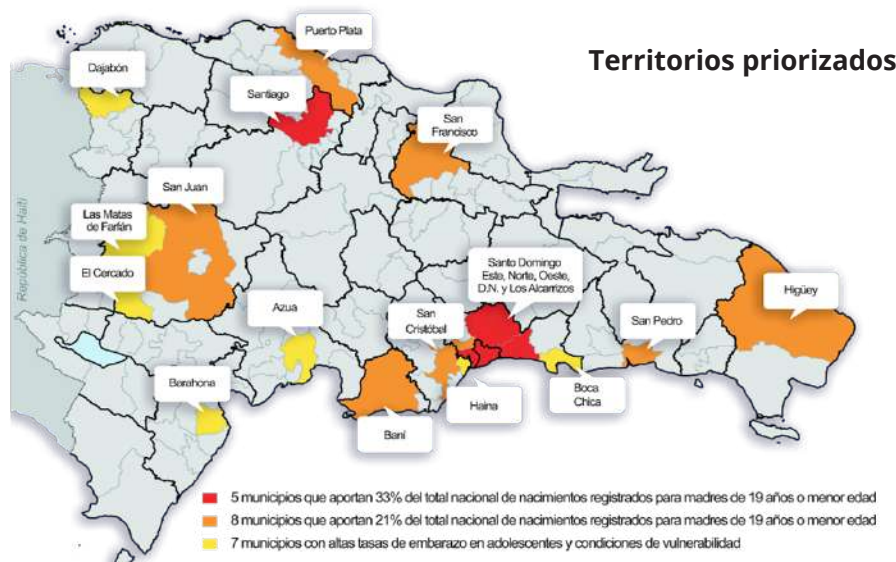 Territorios priorizados
Puerto Plata
Dajabón
Santiago
San
Francisco
San Juan
Las Matas
de Farfán
El Cercado
República de Haití
Azua
San
Cristóbal
Santo Domingo
Este, Norte, Oeste,
D.N. y Los Alcarrizos
San Pedro
Higüey
Barahona
Baní
Haina
Boca
Chica
5 municipios que aportan 33% del total nacional de nacimientos registrados para madres de 19 años o menor edad
8 municipios que aportan 21% del total nacional de nacimientos registrados para madres de 19 años o menor edad
7 municipios con altas tasas de embarazo en adolescentes y condiciones de vulnerabilidad